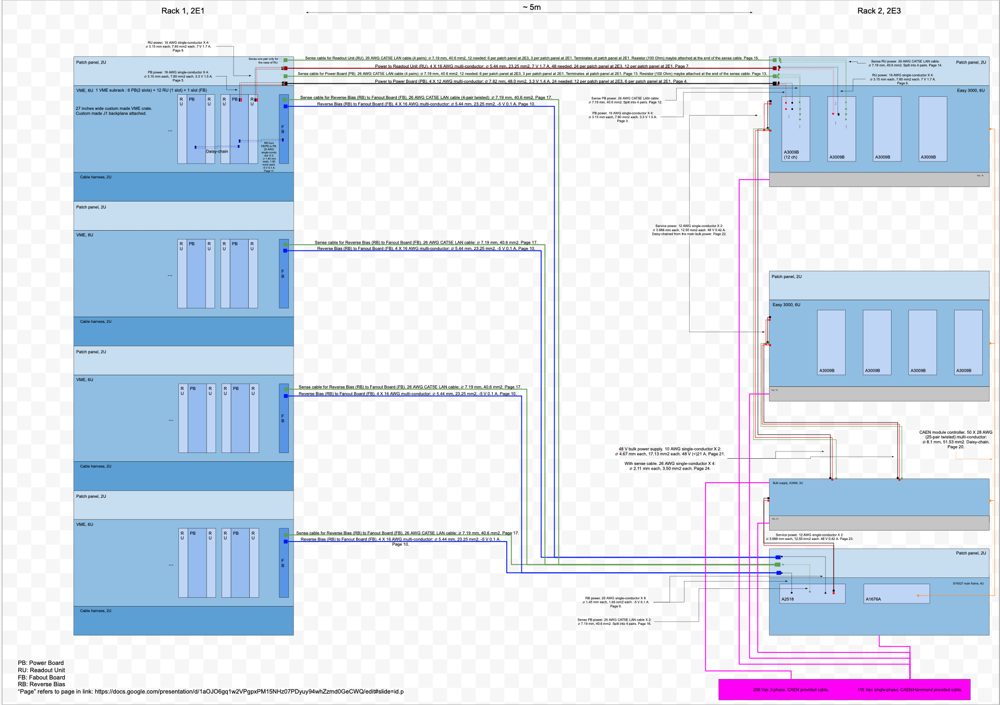 Rack 1, 2E1
~ 5m
Rack 2, 2E3
RU power. 16 AWG single-conductor X 4:
⌀ 3.15 mm each, 7.80 mm2 each. 7 V 1.7 A.
Page 8.
Patch panel, 2U
Sense one pair only for
the case of RU.
PB power. 18 AWG single-conductor X 4:
⌀ 3.15 mm each, 7.80 mm2 each. 3.3 V 1.5 A.
Page 5.
Sense cable for Readout Unit (RU). 26 AWG CAT5E LAN cable (4 pairs): ⌀ 7.19 mm, 40.6 mm2. 12 needed: 6 per patch panel at 2E3, 3 per patch panel at 2E1. Terminates at patch panel at 2E1. Resistor (100 Ohm) maybe attached at the end of the sense cable. Page 15.
Power to Readout Unit (RU). 4 X 16 AWG multi-conductor: ⌀ 5.44 mm, 23.25 mm2. 7 V 1.7 A. 48 needed: 24 per patch panel at 2E3, 12 per patch panel at 2E1. Page 7.
Sense cable for Power Board (PB). 26 AWG CAT5E LAN cable (4 pairs): ⌀ 7.19 mm, 40.6 mm2. 12 needed: 6 per patch panel at 2E3, 3 per patch panel at 2E1. Terminates at patch panel at 2E1. Page 13. Resistor (100 Ohm) maybe attached at the end of the sense cable. Page 13.
Power to Power Board (PB). 4 X 12 AWG multi-conductor: ⌀ 7.82 mm, 48.0 mm2. 3.3 V 1.4 A. 24 needed: 12 per patch panel at 2E3, 6 per patch panel at 2E1. Page 4.
Sense RU power. 26 AWG CAT5E LAN cable:
⌀ 7.19 mm, 40.6 mm2. Split into 4 pairs. Page 14.
Patch panel, 2U
RU power. 16 AWG single-conductor X 4:
⌀ 3.15 mm each, 7.80 mm2 each. 7 V 1.7 A.
Page 6.
VME, 6U 1 VME subrack : 6 PB(2 slots) + 12 RU (1 slot) + 1 slot (FB)
27 inches wide custom made VME crate.
Custom made J1 backplane attached.
...
R
U
PB
R
U
R
U
PB
R
U
F
B
Daisy-chain
RB from
FB/PB to PB.
20 AWG
single-condu
ctor X 2:
⌀ 1.45 mm
each, 1.66
mm2 each.
-5 V 0.1 A.
Page 11
Sense cable for Reverse Bias (RB) to Fanout Board (FB). 26 AWG CAT5E LAN cable (4-pair twisted): ⌀ 7.19 mm, 40.6 mm2. Page 17.
Reverse Bias (RB) to Fanout Board (FB). 4 X 16 AWG multi-conductor: ⌀ 5.44 mm, 23.25 mm2. -5 V 0.1 A. Page 10.
Sense PB power. 26 AWG CAT5E LAN cable:
⌀ 7.19 mm, 40.6 mm2. Split into 4 pairs. Page 12.
PB power. 16 AWG single-conductor X 4:
⌀ 3.15 mm each, 7.80 mm2 each. 3.3 V 1.5 A.
Page 3.
Easy 3000, 6U
A3009B
(12 ch)
A3009B
A3009B
A3009B
Fan, 1U
Cable harness, 2U
Patch panel, 2U
VME, 6U
...
R
U
PB
R
U
R
U
PB
R
U
F
B
Sense cable for Reverse Bias (RB) to Fanout Board (FB). 26 AWG CAT5E LAN cable: ⌀ 7.19 mm, 40.6 mm2. Page 17.
Reverse Bias (RB) to Fanout Board (FB). 4 X 16 AWG multi-conductor: ⌀ 5.44 mm, 23.25 mm2. -5 V 0.1 A. Page 10.
Service power. 12 AWG single-conductor X 2:
⌀ 3.988 mm each, 12.50 mm2 each. 48 V 0.42 A.
Daisy-chained from the main bulk power. Page 22.
Patch panel, 2U
Easy 3000, 6U
A3009B
A3009B
A3009B
A3009B
Fan, 1U
Cable harness, 2U
Patch panel, 2U
VME, 6U
...
R
U
PB
R
U
R
U
PB
R
U
F
B
Sense cable for Reverse Bias (RB) to Fanout Board (FB). 26 AWG CAT5E LAN cable: ⌀ 7.19 mm, 40.6 mm2. Page 17.
Reverse Bias (RB) to Fanout Board (FB). 4 X 16 AWG multi-conductor: ⌀ 5.44 mm, 23.25 mm2. -5 V 0.1 A. Page 10.
CAEN module controller. 50 X 28 AWG
(25-pair twisted) multi-conductor:
⌀ 8.1 mm, 51.53 mm2. Daisy-chain.
Page 20.
48 V bulk power supply. 10 AWG single-conductor X 2:
⌀ 4.67 mm each, 17.13 mm2 each. 48 V (<)21 A. Page 21.
With sense cable. 26 AWG single-conductor X 4:
⌀ 2.11 mm each, 3.50 mm2 each. Page 24.
Bulk supply, A3486, 3U
Fan, 1U
Cable harness, 2U
Patch panel, 2U
VME, 6U
...
R
U
PB
R
U
R
U
PB
R
U
F
B
Sense cable for Reverse Bias (RB) to Fanout Board (FB). 26 AWG CAT5E LAN cable: ⌀ 7.19 mm, 40.6 mm2. Page 17.
Reverse Bias (RB) to Fanout Board (FB). 4 X 16 AWG multi-conductor: ⌀ 5.44 mm, 23.25 mm2. -5 V 0.1 A.
Page 10.
Service power. 12 AWG single-conductor X 2:
⌀ 3.988 mm each, 12.50 mm2 each. 48 V 0.42 A. Page 23.
Patch panel, 2U
SY5527 main frame, 4U
A2518
A1676A
RB power. 20 AWG single-conductor X 8:
⌀ 1.45 mm each, 1.66 mm2 each. -5 V 0.1 A.
Page 9.
Sense PB power. 26 AWG CAT5E LAN cable X 2:
⌀ 7.19 mm, 40.6 mm2. Split into 4 pairs. Page 16.
Cable harness, 2U
PB: Power Board
RU: Readout Unit
FB: Fabout Board
RB: Reverse Bias
“Page” refers to page in link: https://docs.google.com/presentation/d/1aOJO6gq1w2VPgpxPM15NHz07PDyuy94whZzmd0GeCWQ/edit#slide=id.p
208 Vac 3-phase. CAEN provided cable.
110 Vac single-phase. CAEN/Hammond provided cable.